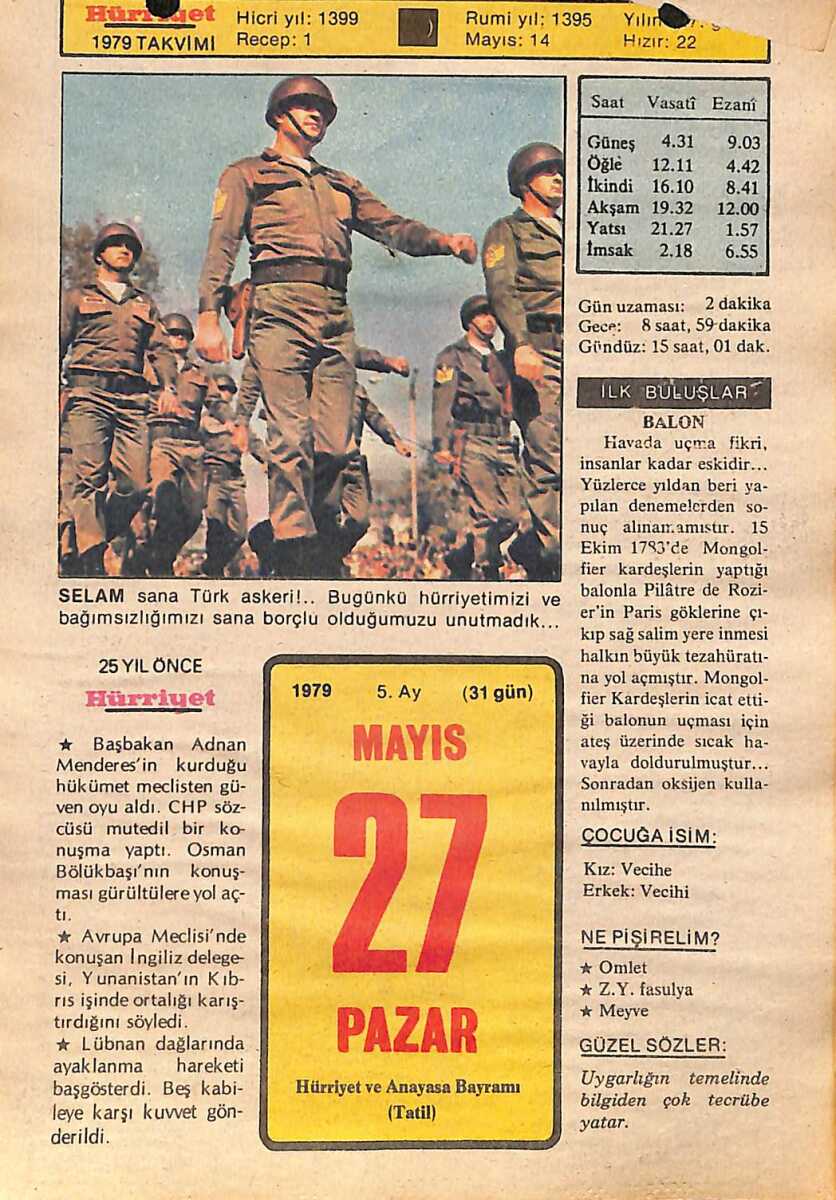 Hürriyet
1979 TAKVİMİ
Hicri yıl: 1399
Recep: 1
Rumi yıl: 1395
Mayıs: 14
Hızır: 22
Saat Vasatî Ezanî
Güneş 4.31 9.03
Öğle 12.11 4.42
İkindi 16.10 8.41
Akşam 19.32 12.00
Yatsı 21.27 1.57
İmsak 2.18 6.55
Gün uzaması: 2 dakika
Gece: 8 saat, 59 dakika
Gündüz: 15 saat, 01 dak.
SELAM sana Türk askeri!.. Bugünkü hürriyetimizi ve
bağımsızlığımızı sana borçlu olduğumuzu unutmadık...
İLK BULUŞLAR
BALON
Havada uçma fikri,
insanlar kadar eskidir...
Yüzlerce yıldan beri ya-
pılan denemelerden so-
nuç alınamamıştır. 15
Ekim 1783'de Mongol-
fier kardeşlerin yaptığı
balonla Pilâtre de Rozi-
er'in Paris göklerine çı-
kıp sağ salim yere inmesi
halkın büyük tezahüratı-
na yol açmıştır. Mongol-
fier Kardeşlerin icat etti-
ği balonun uçması için
ateş üzerinde sıcak ha-
vayla doldurulmuştur...
Sonradan oksijen kulla-
nılmıştır.
ÇOCUĞA İSİM:
Kız: Vecihe
Erkek: Vecihi
NE PİŞİRELİM?
★ Omlet
★ Z.Y. fasulya
★ Meyve
GÜZEL SÖZLER:
Uygarlığın temelinde
bilgiden çok tecrübe
yatar.
25 YIL ÖNCE
Hürriyet
★ Başbakan Adnan
Menderes'in kurduğu
hükümet meclisten gü-
ven oyu aldı. CHP söz-
cüsü mutedil bir ko-
nuşma yaptı. Osman
Bölükbaşı'nın konuş-
ması gürültülere yol aç-
tı.
★ Avrupa Meclisi'nde
konuşan İngiliz delege-
si, Yunanistan'ın Kıb-
rıs işinde ortalığı karış-
tırdığını söyledi.
★ Lübnan dağlarında
ayaklanma hareketi
başgösterdi. Beş kabi-
leye karşı kuvvet gön-
derildi.
1979 5. Ay (31 gün)
MAYIS
27
PAZAR
Hürriyet ve Anayasa Bayramı
(Tatil)